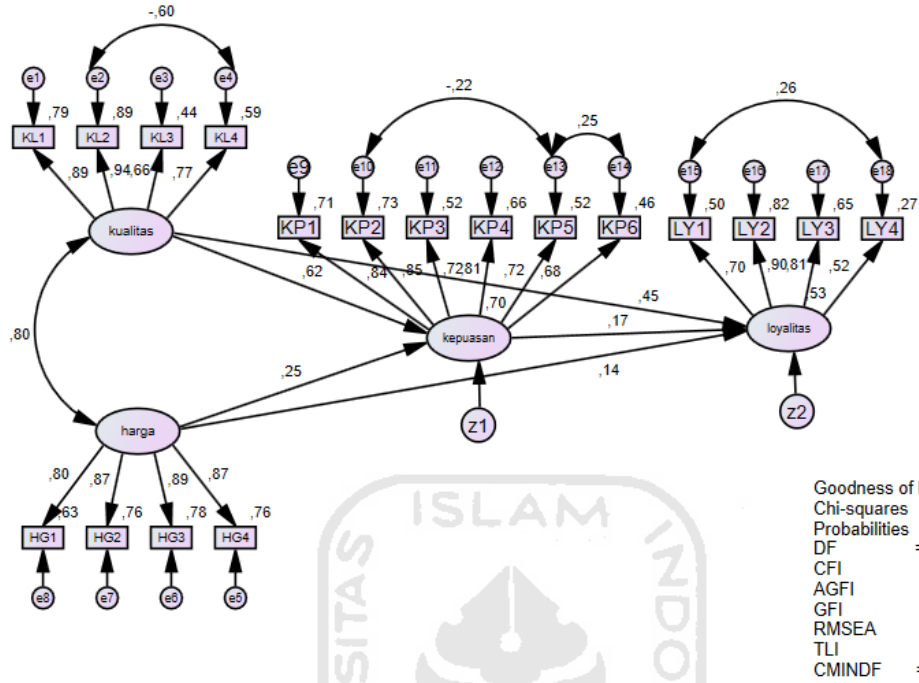 -,60
e1 e2 e3 e4
,79 ,89 ,44 ,59
KL1 KL2 KL3 KL4
,89 ,94 ,66 ,77
kualitas
-,22
,25
e9 e10 e11 e12 e13 e14
,71 ,73 ,52 ,66 ,52 ,46
KP1 KP2 KP3 KP4 KP5 KP6
,84 ,85 ,72 ,81 ,72 ,68
,26
e15 e16 e17 e18
,50 ,82 ,65 ,27
LY1 LY2 LY3 LY4
,70 ,90 ,81 ,52
,62
,45
,70
kepuasan
,17
,53
loyalitas
,80
,25
,14
z1
z2
harga
,80 ,87 ,89 ,87
,63 ,76 ,78 ,76
HG1 HG2 HG3 HG4
e8 e7 e6 e5
Goodness of
Chi-squares
Probabilities
DF =
CFI
AGFI
GFI
RMSEA
TLI
CMINDF =
ISLAM
SITAS
INDO